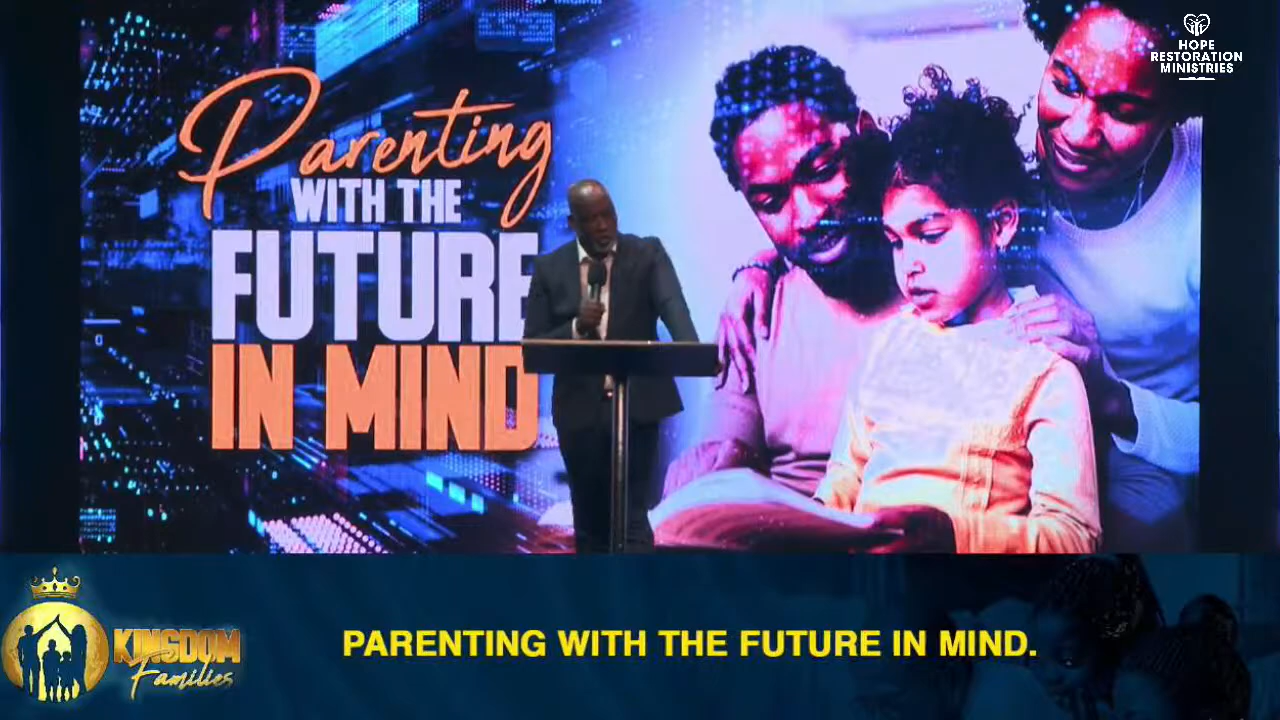 HOPE
RESTORATION
MINISTRIES
Parenting
WITH THE
FUTURE
IN MIND
KINGDOM
Families
PARENTING WITH THE FUTURE IN MIND.